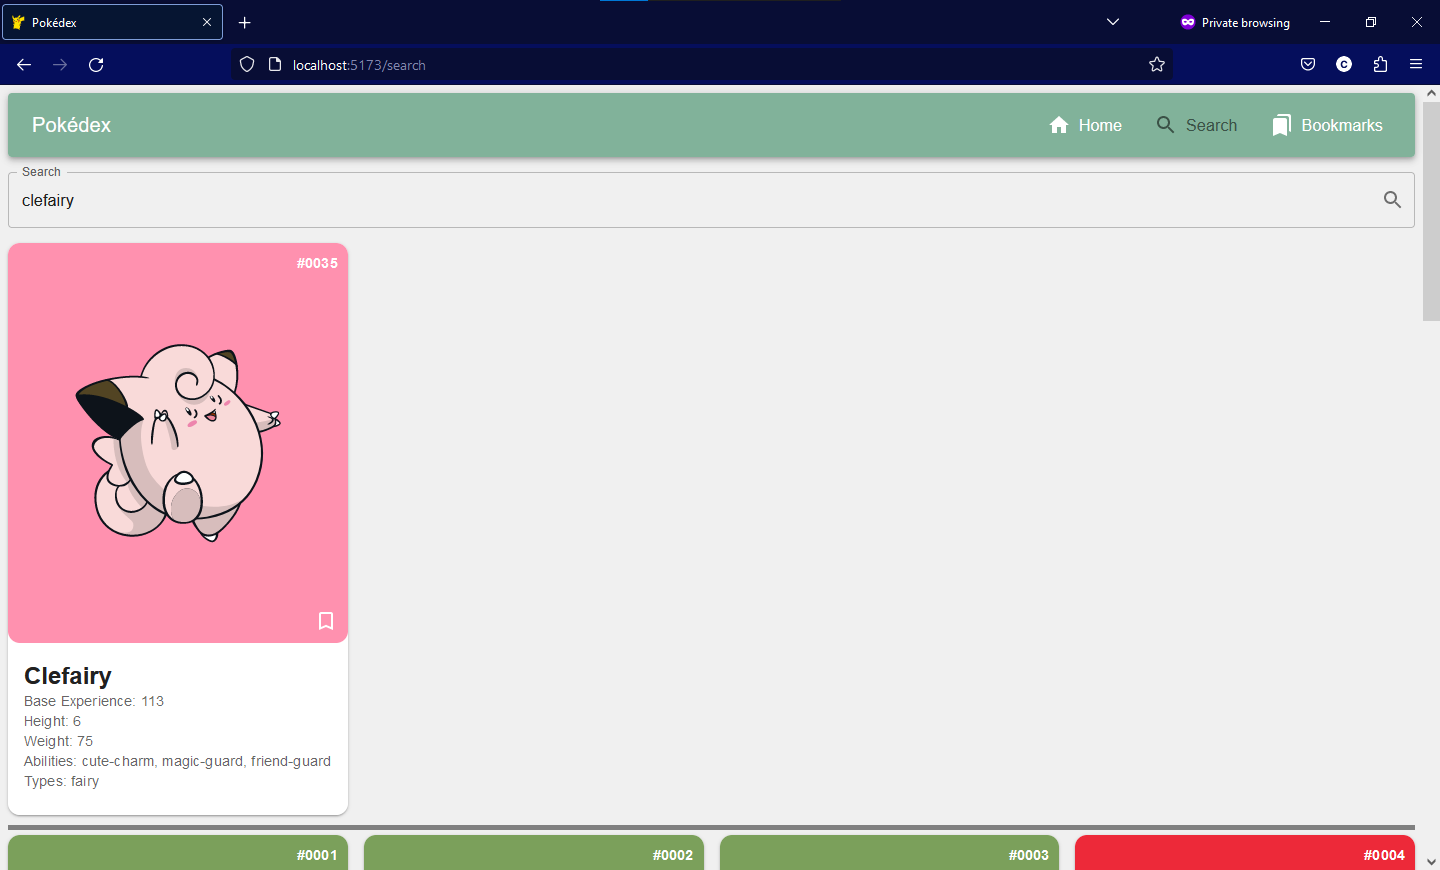 Pokédex
Private browsing
localhost:5173/search
C
Pokédex
Home
Search
Bookmarks
Search
clefairy
#0035
Clefairy
Base Experience: 113
Height: 6
Weight: 75
Abilities: cute-charm, magic-guard, friend-guard
Types: fairy
#0001
#0002
#0003
#0004